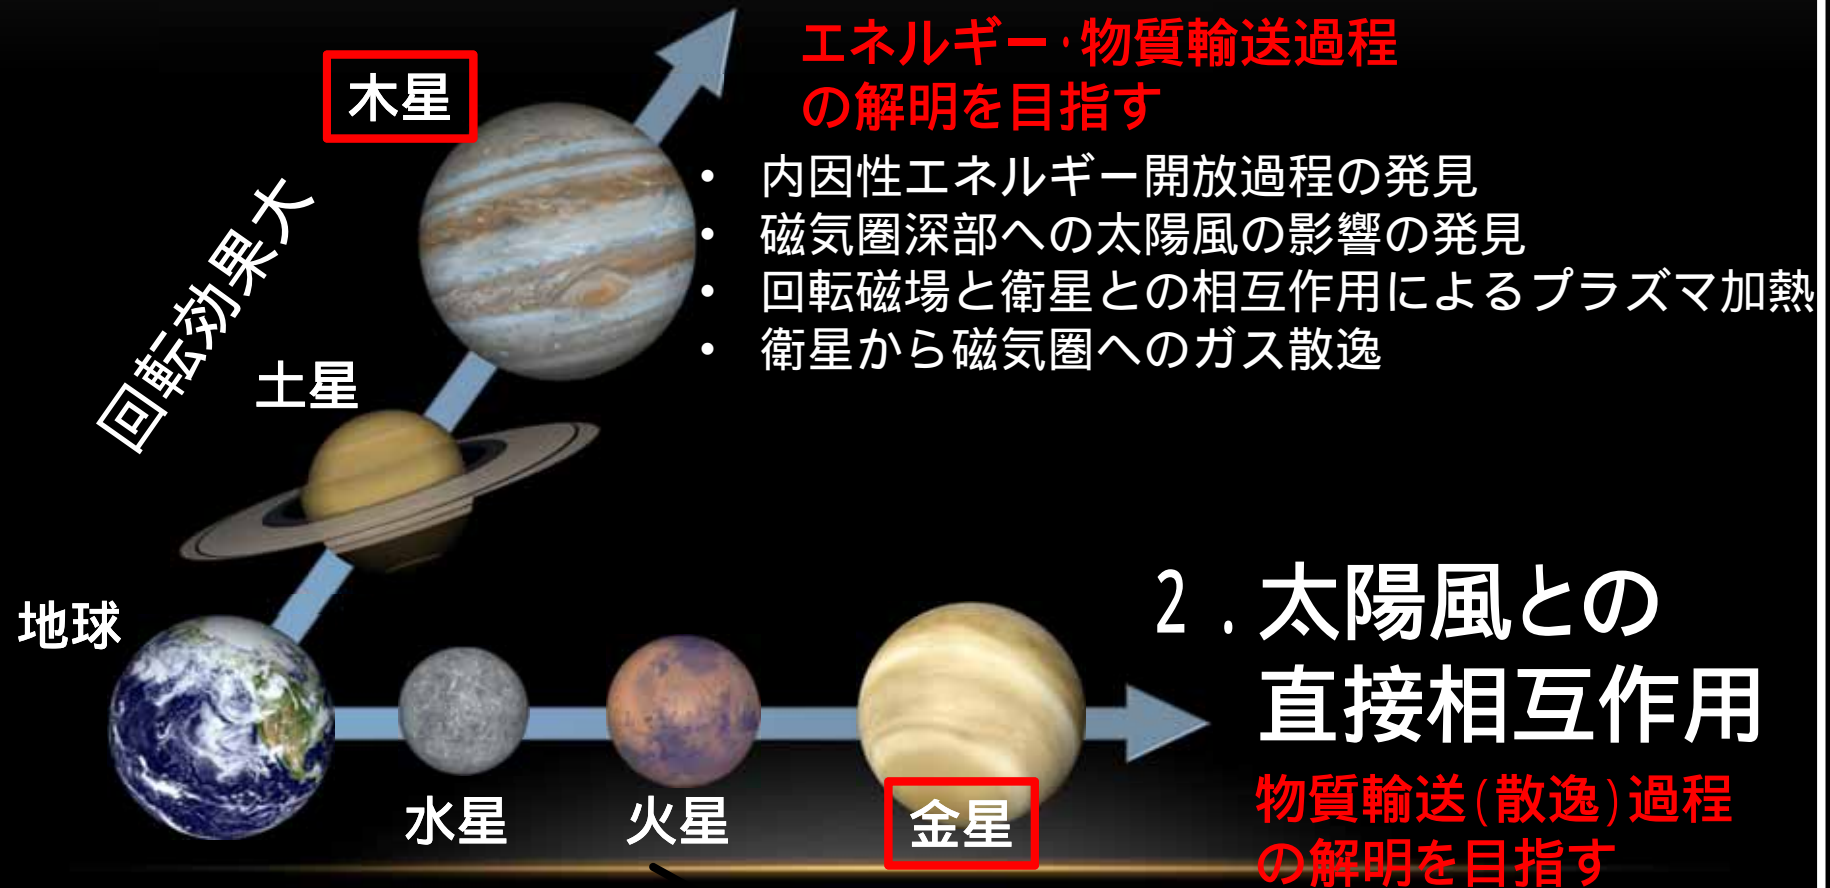 エネルギー・物質輸送過程
の解明を目指す
木星
• 内因性エネルギー開放過程の発見
• 磁気圏深部への太陽風の影響の発見
• 回転磁場と衛星との相互作用によるプラズマ加熱
• 衛星から磁気圏へのガス散逸
回転効果大
土星
地球
2．太陽風との
直接相互作用
水星
火星
金星
物質輸送(散逸)過程
の解明を目指す